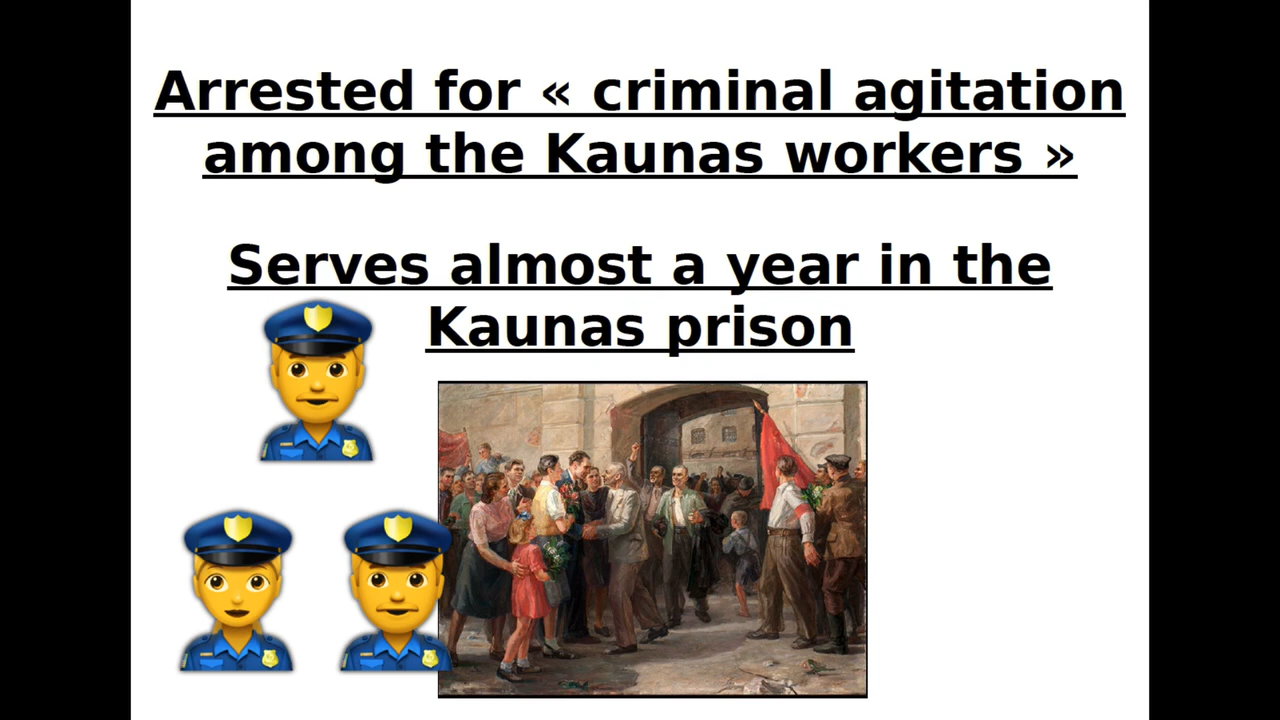 Arrested for « criminal agitation
among the Kaunas workers »
Serves almost a year in the
Kaunas prison